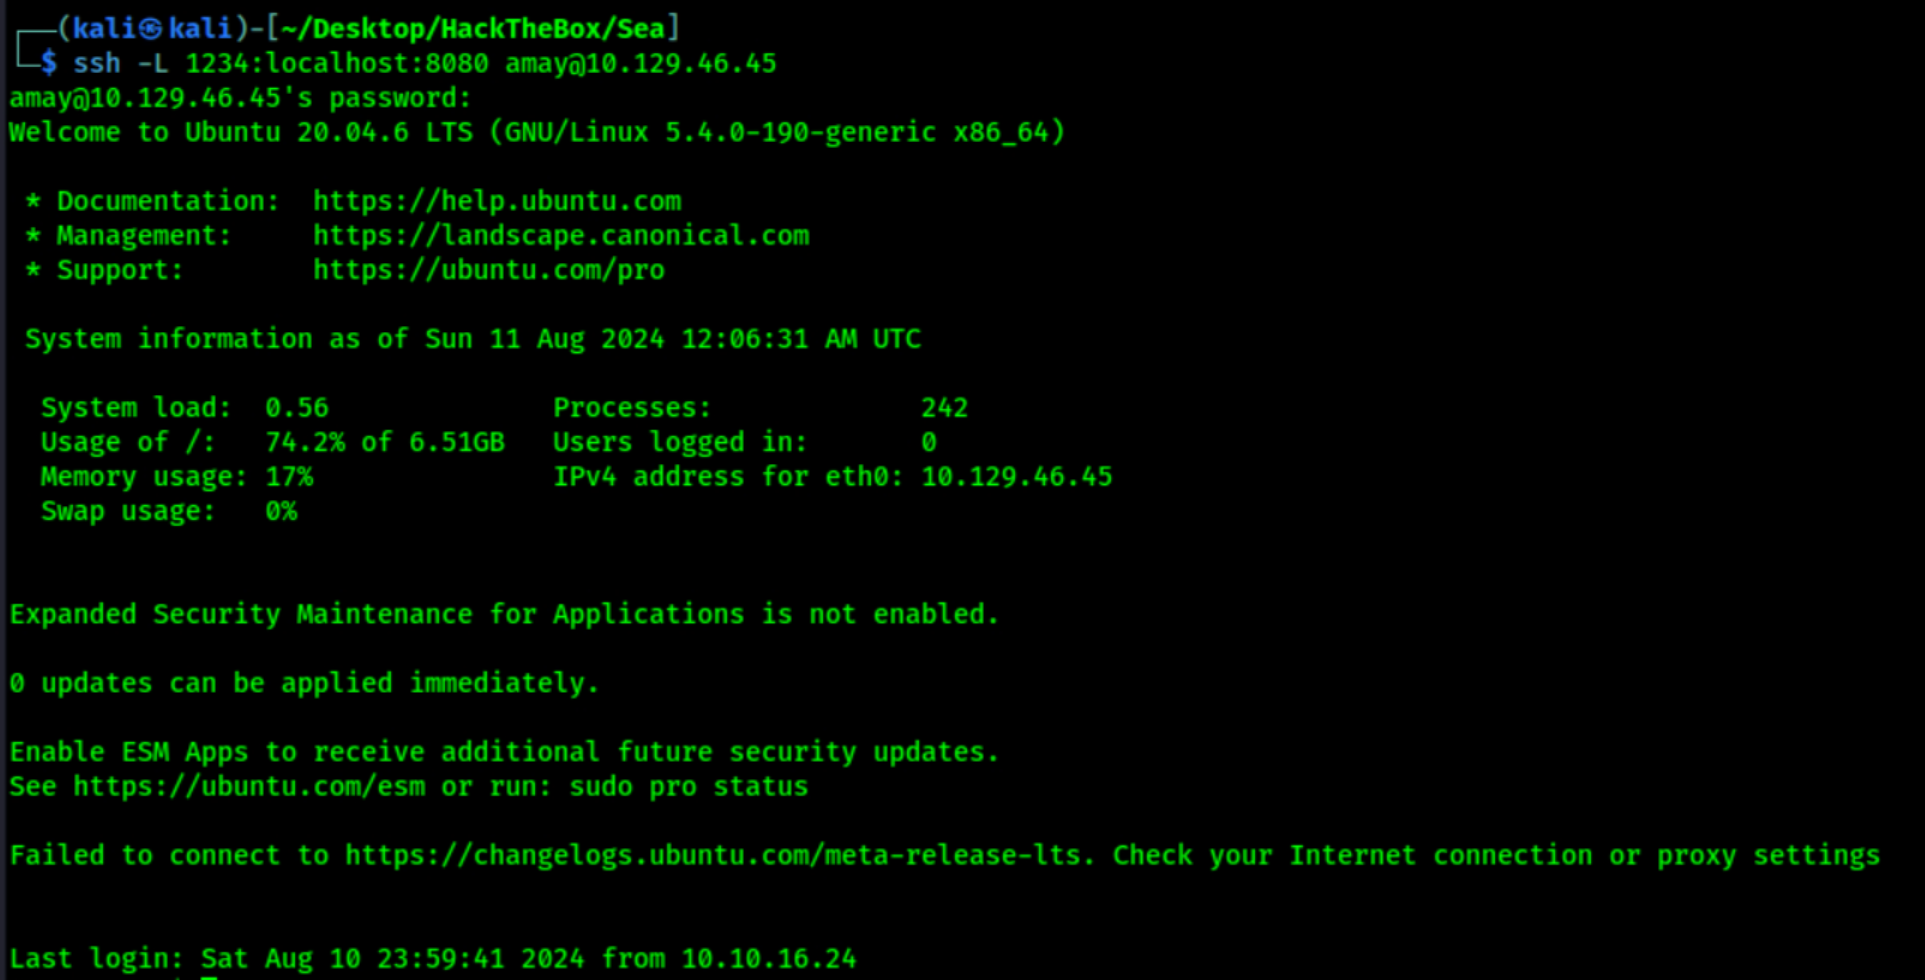 ┌──(kali㉿kali)-[~/Desktop/HackTheBox/Sea]
└─$ ssh -L 1234:localhost:8080 amay@10.129.46.45
amay@10.129.46.45's password:
Welcome to Ubuntu 20.04.6 LTS (GNU/Linux 5.4.0-190-generic x86_64)
* Documentation:  https://help.ubuntu.com
* Management:     https://landscape.canonical.com
* Support:        https://ubuntu.com/pro
System information as of Sun 11 Aug 2024 12:06:31 AM UTC
System load:  0.56              Processes:             242
Usage of /:   74.2% of 6.51GB   Users logged in:       0
Memory usage: 17%               IPv4 address for eth0: 10.129.46.45
Swap usage:   0%
Expanded Security Maintenance for Applications is not enabled.
0 updates can be applied immediately.
Enable ESM Apps to receive additional future security updates.
See https://ubuntu.com/esm or run: sudo pro status
Failed to connect to https://changelogs.ubuntu.com/meta-release-lts. Check your Internet connection or proxy settings
Last login: Sat Aug 10 23:59:41 2024 from 10.10.16.24